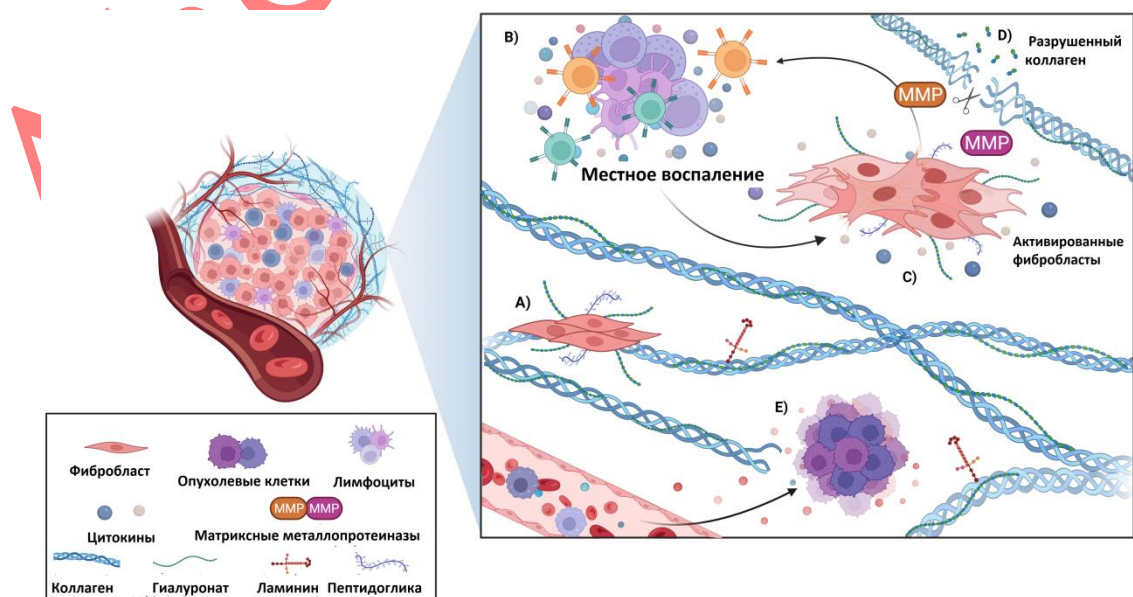 B)
D)
Разрушенный
коллаген
MMP
MMP
Местное воспаление
Активированные
фибробласты
C)
A)
E)
Фибробласт
Опухолевые клетки
Лимфоциты
MMP MMP
Цитокины
Матриксные металлопротеиназы
Коллаген
Гиалуронат
Ламинин
Пептидоглика